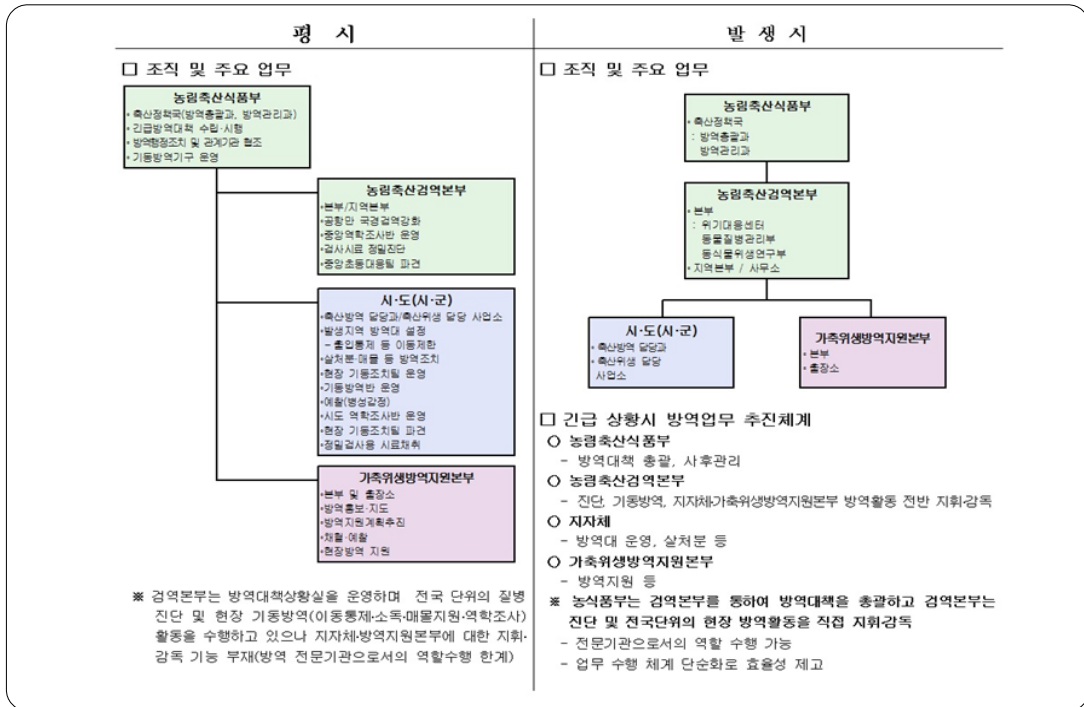 평 시
□ 조직 및 주요 업무
농림축산식품부
•축산정책국(방역총괄과, 방역관리과)
•긴급방역대책 수립·시행
•방역행정조치 및 관계기관 협조
•기동방역기구 운영
농림축산검역본부
•본부/지역본부
•공항만 국경검역강화
•중앙역학조사반 운영
•검사시료 정밀진단
•중앙초동대응팀 파견
시·도(시·군)
•축산방역 담당과/축산위생 담당 사업소
•발생지역 방역대 설정
– 출입통제 등 이동제한
•살처분·매몰 등 방역조치
•현장 기동조치팀 운영
•기동방역반 운영
•예찰(병성감정)
•시도 역학조사반 운영
•현장 기동조치팀 파견
•정밀검사용 시료채취
가축위생방역지원본부
•본부 및 출장소
•방역홍보·지도
•방역지원계획추진
•채혈·예찰
•현장방역 지원
※ 검역본부는 방역대책상황실을 운영하며 전국 단위의 질병
진단 및 현장 기동방역(이동통제·소독·매몰지원·역학조사)
활동을 수행하고 있으나 지자체·방역지원본부에 대한 지휘·
감독 기능 부재(방역 전문기관으로서의 역할수행 한계)
발 생 시
□ 조직 및 주요 업무
농림축산식품부
•축산정책국
: 방역총괄과
방역관리과
농림축산검역본부
•본부
: 위기대응센터
동물질병관리부
동식물위생연구부
•지역본부 / 사무소
시·도(시·군)
•축산방역 담당과
•축산위생 담당
사업소
가축위생방역지원본부
•본부
•출장소
□ 긴급 상황시 방역업무 추진체계
○ 농림축산식품부
– 방역대책 총괄, 사후관리
○ 농림축산검역본부
– 진단, 기동방역, 지자체·가축위생방역지원본부 방역활동 전반 지휘·감독
○ 지자체
– 방역대 운영, 살처분 등
○ 가축위생방역지원본부
– 방역지원 등
※ 농식품부는 검역본부를 통하여 방역대책을 총괄하고 검역본부는
진단 및 전국단위의 현장 방역활동을 직접 지휘·감독
– 전문기관으로서의 역할 수행 가능
– 업무 수행 체계 단순화로 효율성 제고